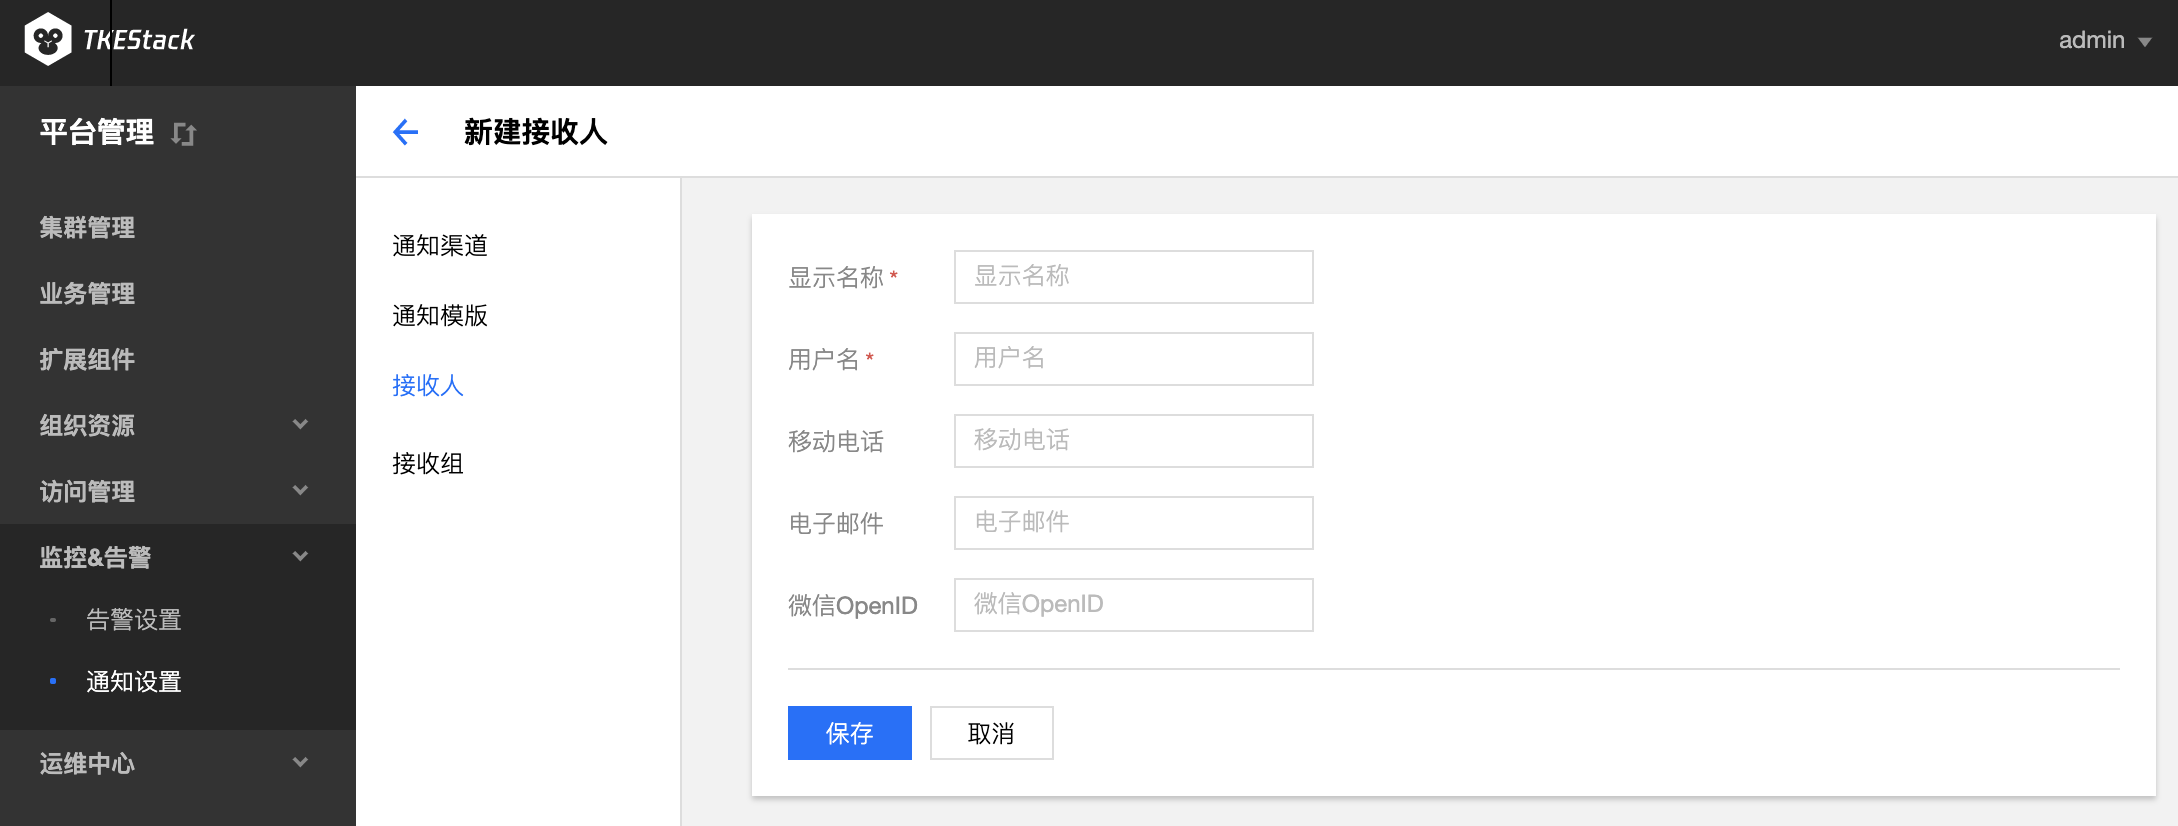 TKEStack
admin
平台管理
新建接收人
集群管理
业务管理
扩展组件
组织资源
访问管理
监控&告警
告警设置
通知设置
运维中心
通知渠道
通知模版
接收人
接收组
显示名称 * 显示名称
用户名 * 用户名
移动电话 移动电话
电子邮件 电子邮件
微信OpenID 微信OpenID
保存 取消